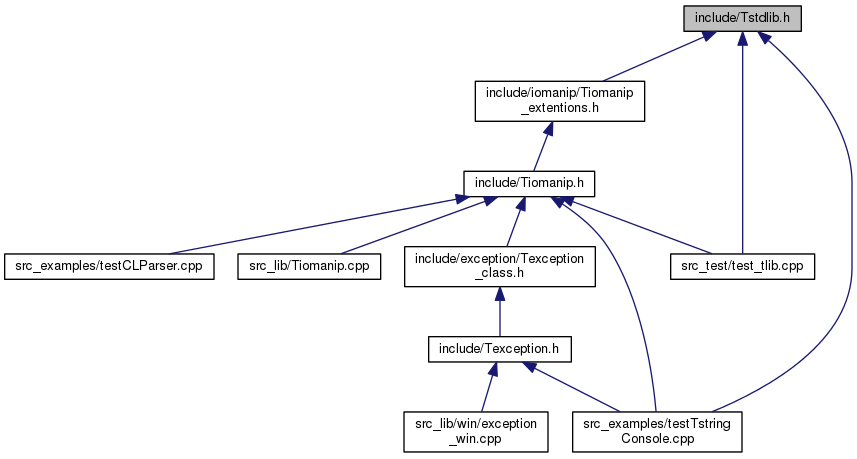 include/Tstdlib.h
include/iomanip/Tiomanip
_extentions.h
include/Tiomanip.h
src_examples/testCLParser.cpp
src_lib/Tiomanip.cpp
include/exception/Texception
_class.h
src_test/test_tlib.cpp
include/Texception.h
src_lib/win/exception
_win.cpp
src_examples/testTstring
Console.cpp